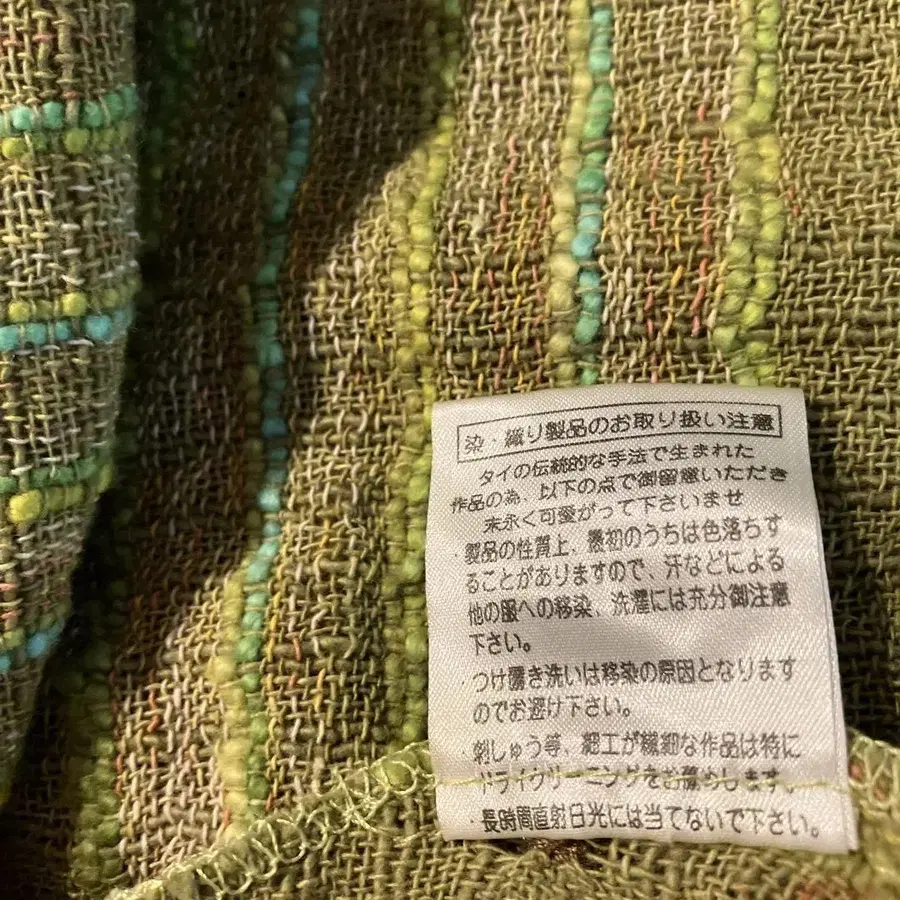 染・織り製品のお取り扱い注意
タイの伝統的な手法で生まれた
作品の為、以下の点で御留意いただき
末永く可愛がって下さいませ
・製品の性質上、最初のうちは色落ちす
ることがありますので、汗などによる
他の服への移染、洗濯には充分御注意
下さい。
・つけ置き洗いは移染の原因となります
のでお避け下さい。
・刺しゅう等、細工が繊細な作品は特に
ドライクリーニングをお薦めします。
・長時間直射日光には当てないで下さい。